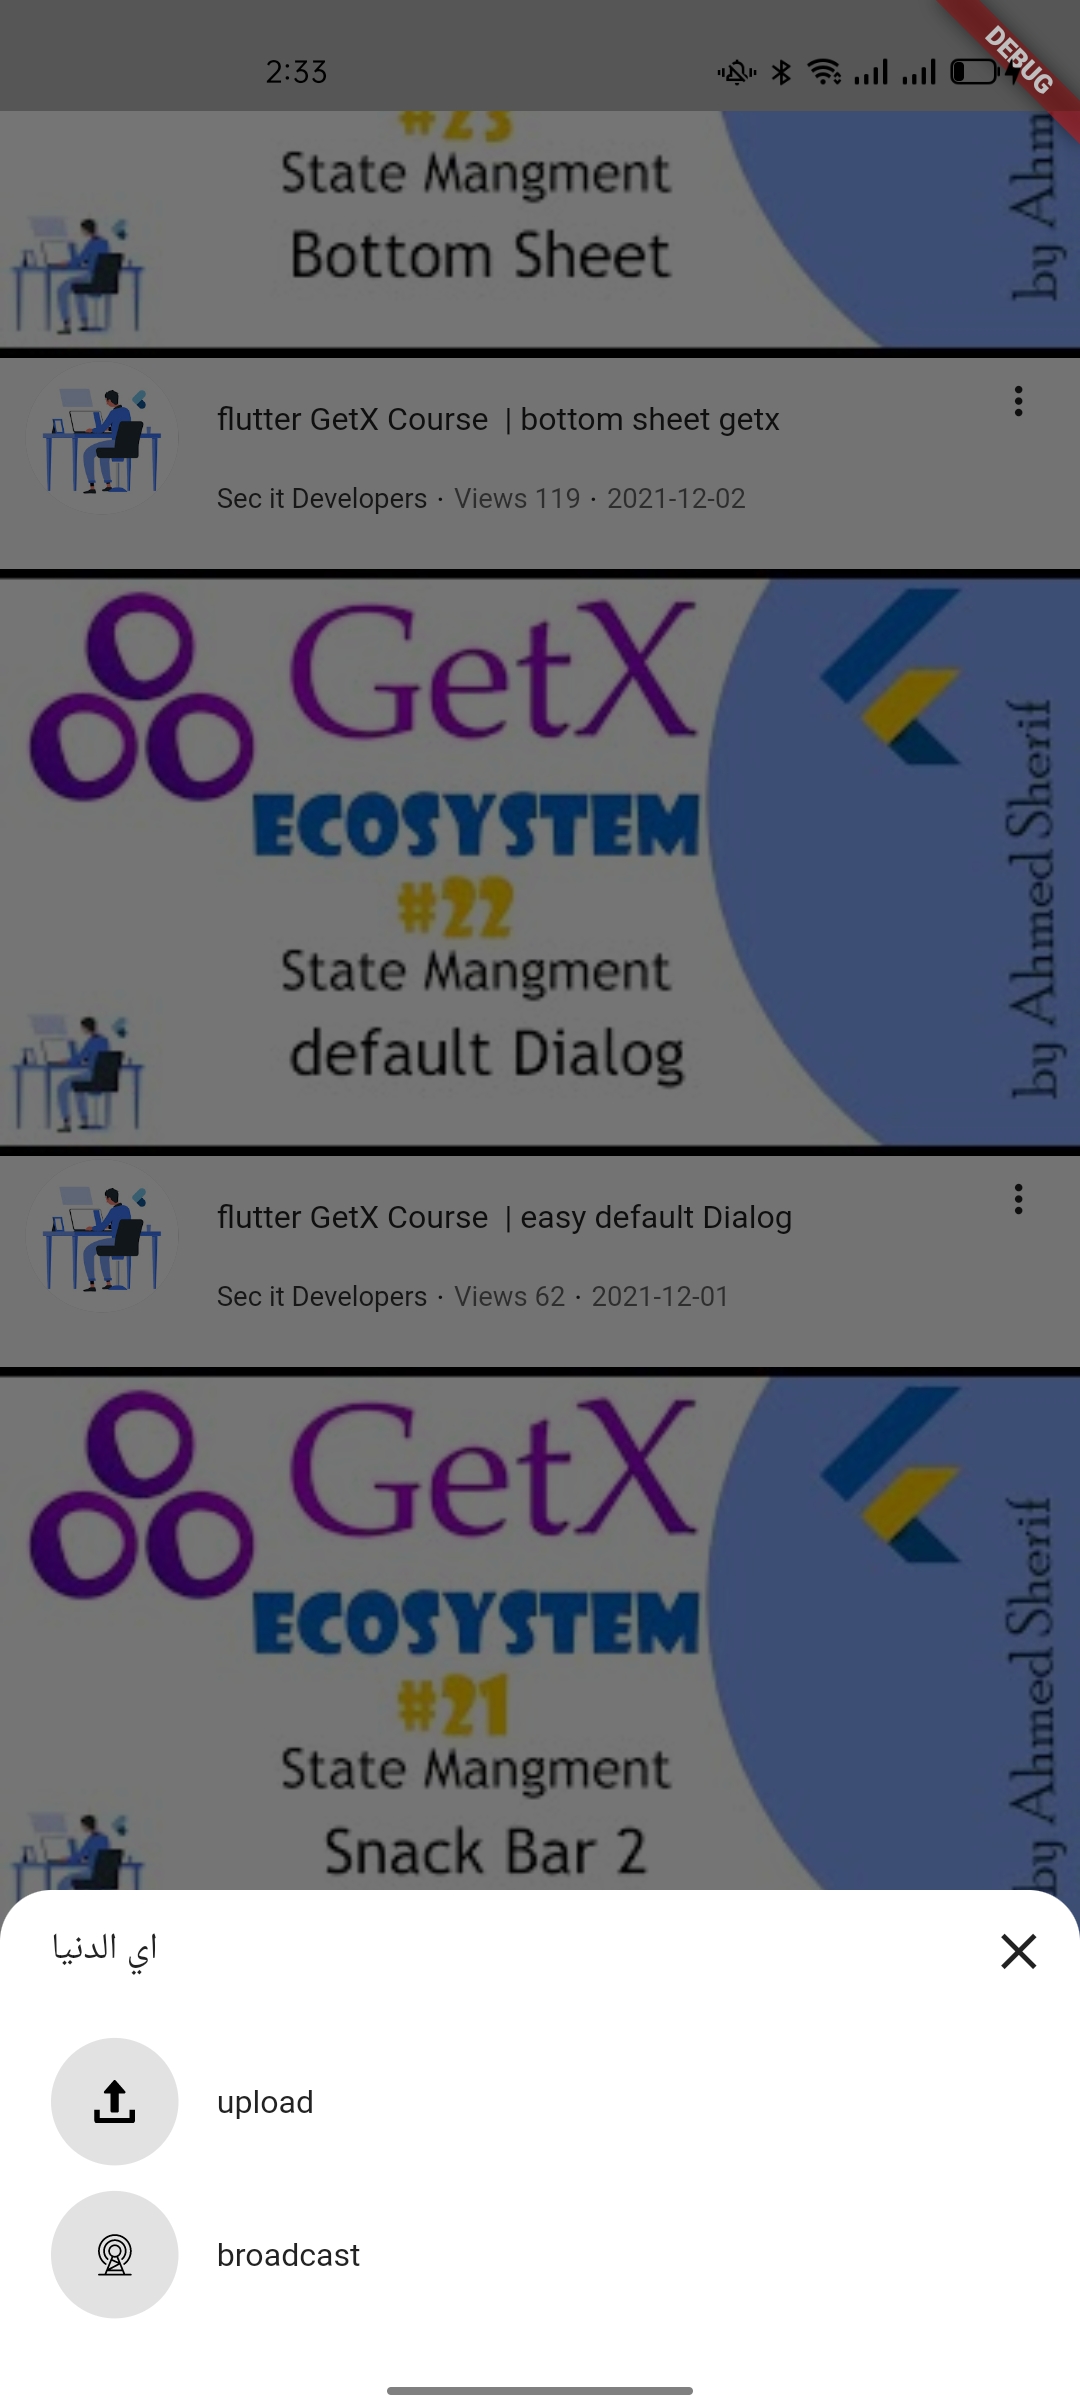 2:33
DEBUG
#23
State Mangment
Bottom Sheet
by Ahm
flutter GetX Course | bottom sheet getx
Sec it Developers · Views 119 · 2021-12-02
GetX
ECOSYSTEM
#22
State Mangment
default Dialog
by Ahmed Sherif
flutter GetX Course | easy default Dialog
Sec it Developers · Views 62 · 2021-12-01
GetX
ECOSYSTEM
#21
State Mangment
Snack Bar 2
by Ahmed Sherif
اي الدنيا
upload
broadcast